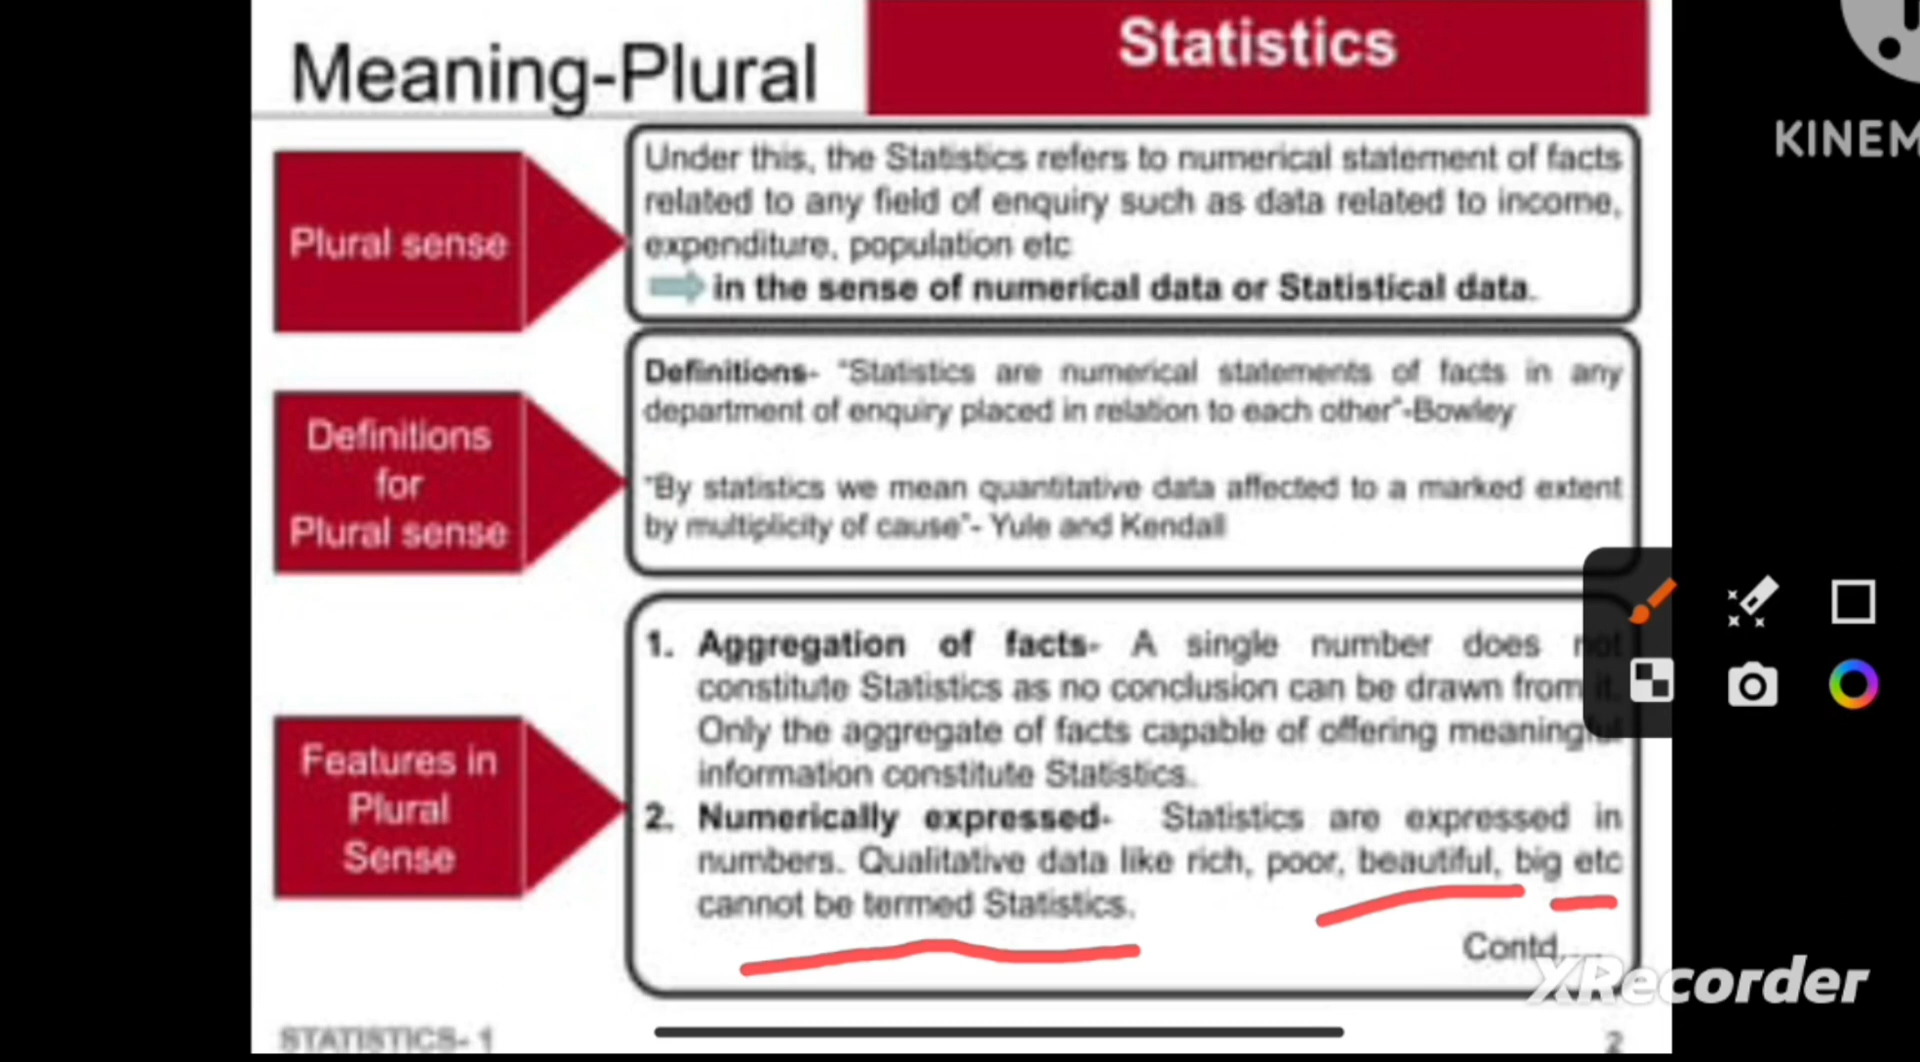 Statistics
Meaning-Plural
KINEM
Plural sense
Under this, the Statistics refers to numerical statement of facts
related to any field of enquiry such as data related to income,
expenditure, population etc
in the sense of numerical data or Statistical data.
Definitions
for
Plural sense
Definitions- "Statistics are numerical statements of facts in any
department of enquiry placed in relation to each other"-Bowley
"By statistics we mean quantitative data affected to a marked extent
by multiplicity of cause"- Yule and Kendall
Features in
Plural
Sense
1. Aggregation of facts- A single number does not
constitute Statistics as no conclusion can be drawn from it.
Only the aggregate of facts capable of offering meaningful
information constitute Statistics.
2. Numerically expressed- Statistics are expressed in
numbers. Qualitative data like rich, poor, beautiful, big etc
cannot be termed Statistics.
Contd....
XRecorder
STATISTICS- 1
2